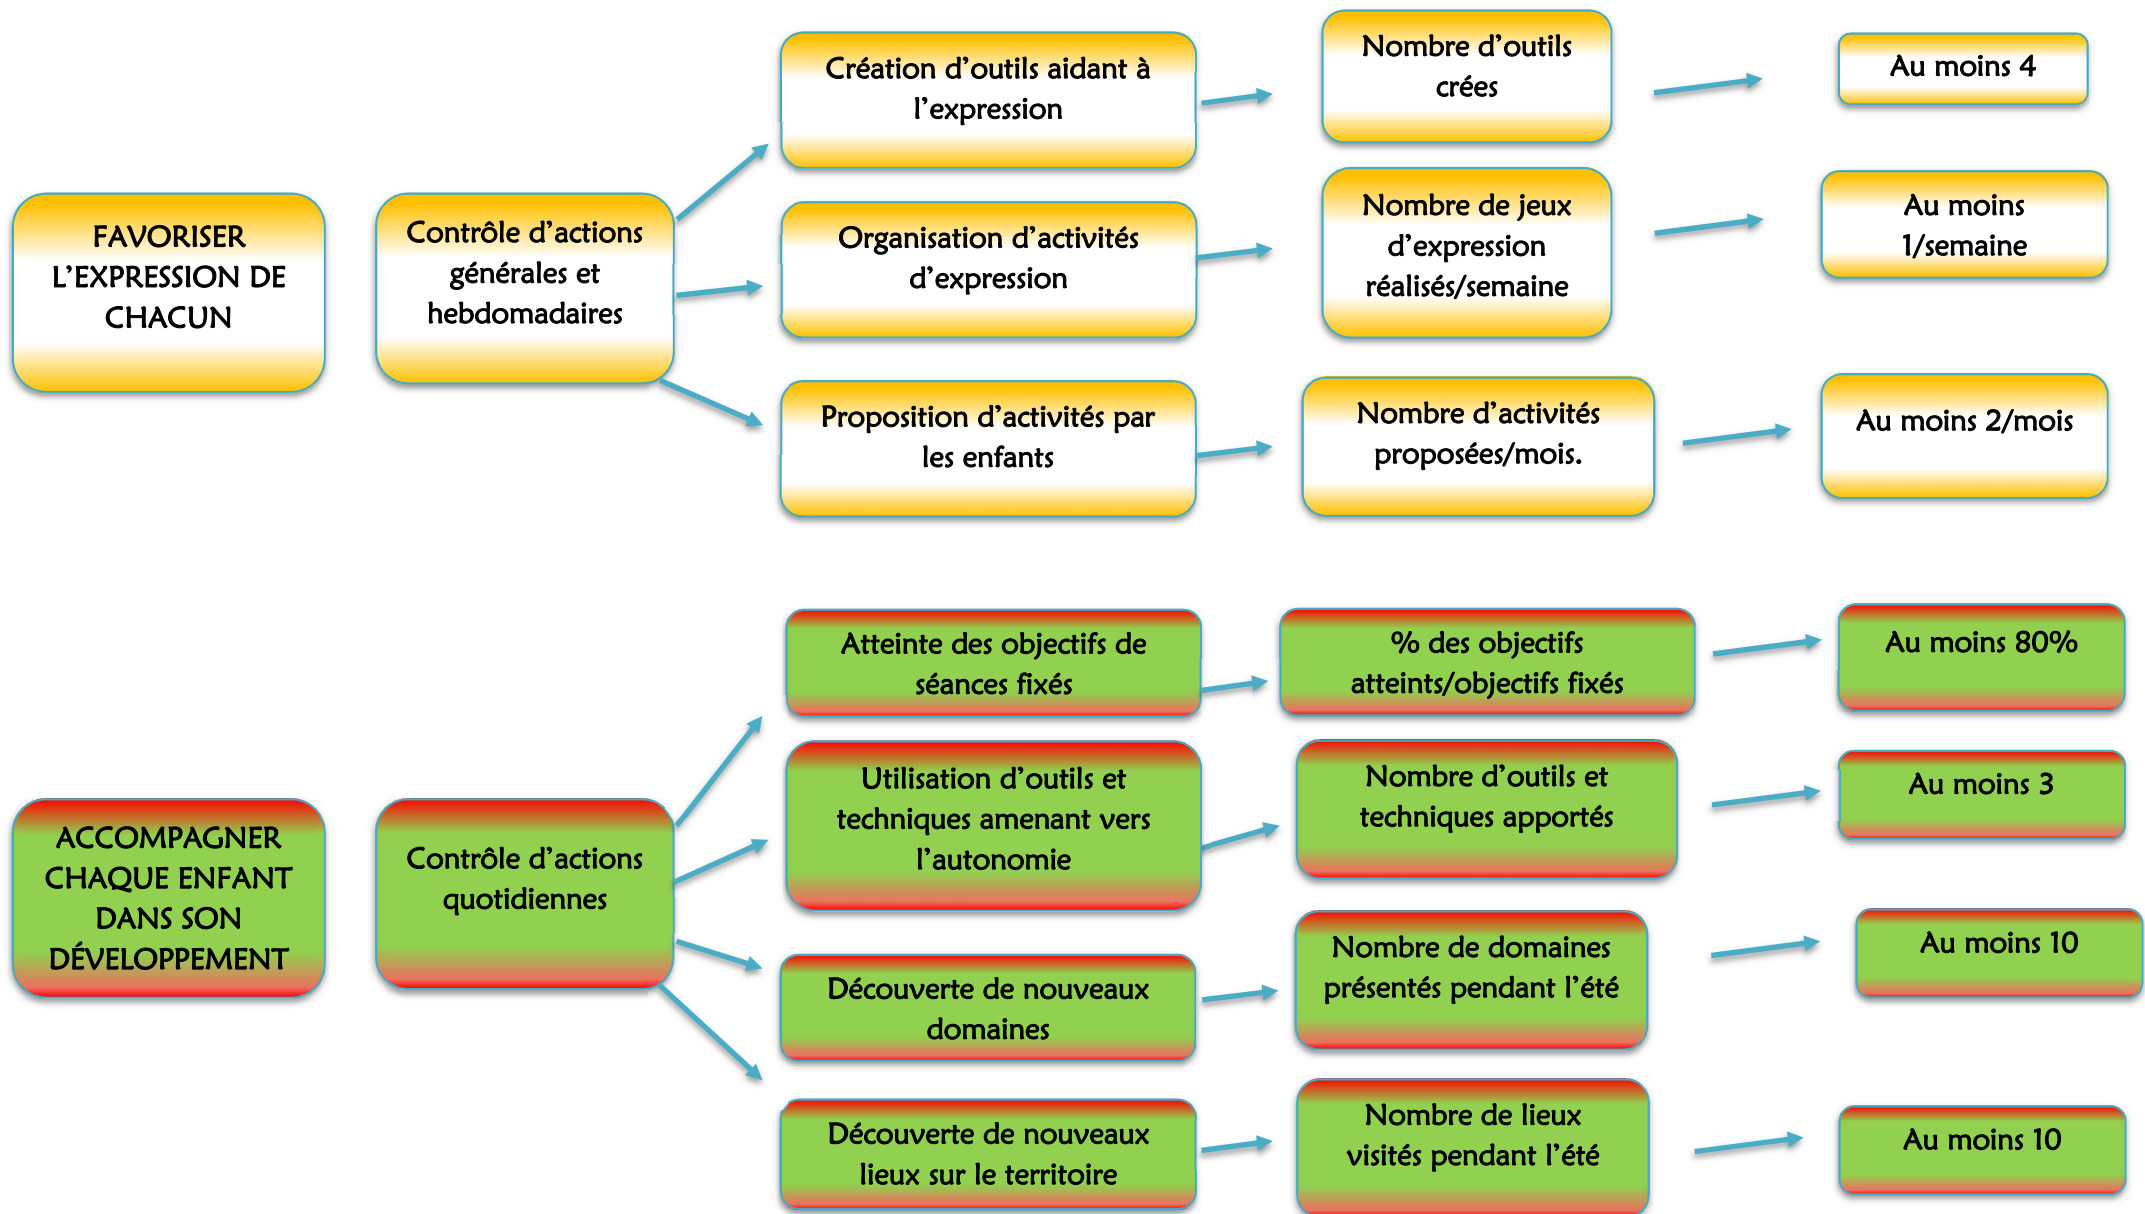 FAVORISER
L'EXPRESSION DE
CHACUN
Contrôle d'actions
générales et
hebdomadaires
Création d'outils aidant à
l'expression
Nombre d'outils
crées
Au moins 4
Organisation d'activités
d'expression
Nombre de jeux
d'expression
réalisés/semaine
Au moins
1/semaine
Proposition d'activités par
les enfants
Nombre d'activités
proposées/mois.
Au moins 2/mois
ACCOMPAGNER
CHAQUE ENFANT
DANS SON
DÉVELOPPEMENT
Contrôle d'actions
quotidiennes
Atteinte des objectifs de
séances fixés
% des objectifs
atteints/objectifs fixés
Au moins 80%
Utilisation d'outils et
techniques amenant vers
l'autonomie
Nombre d'outils et
techniques apportés
Au moins 3
Découverte de nouveaux
domaines
Nombre de domaines
présentés pendant l'été
Au moins 10
Découverte de nouveaux
lieux sur le territoire
Nombre de lieux
visités pendant l'été
Au moins 10